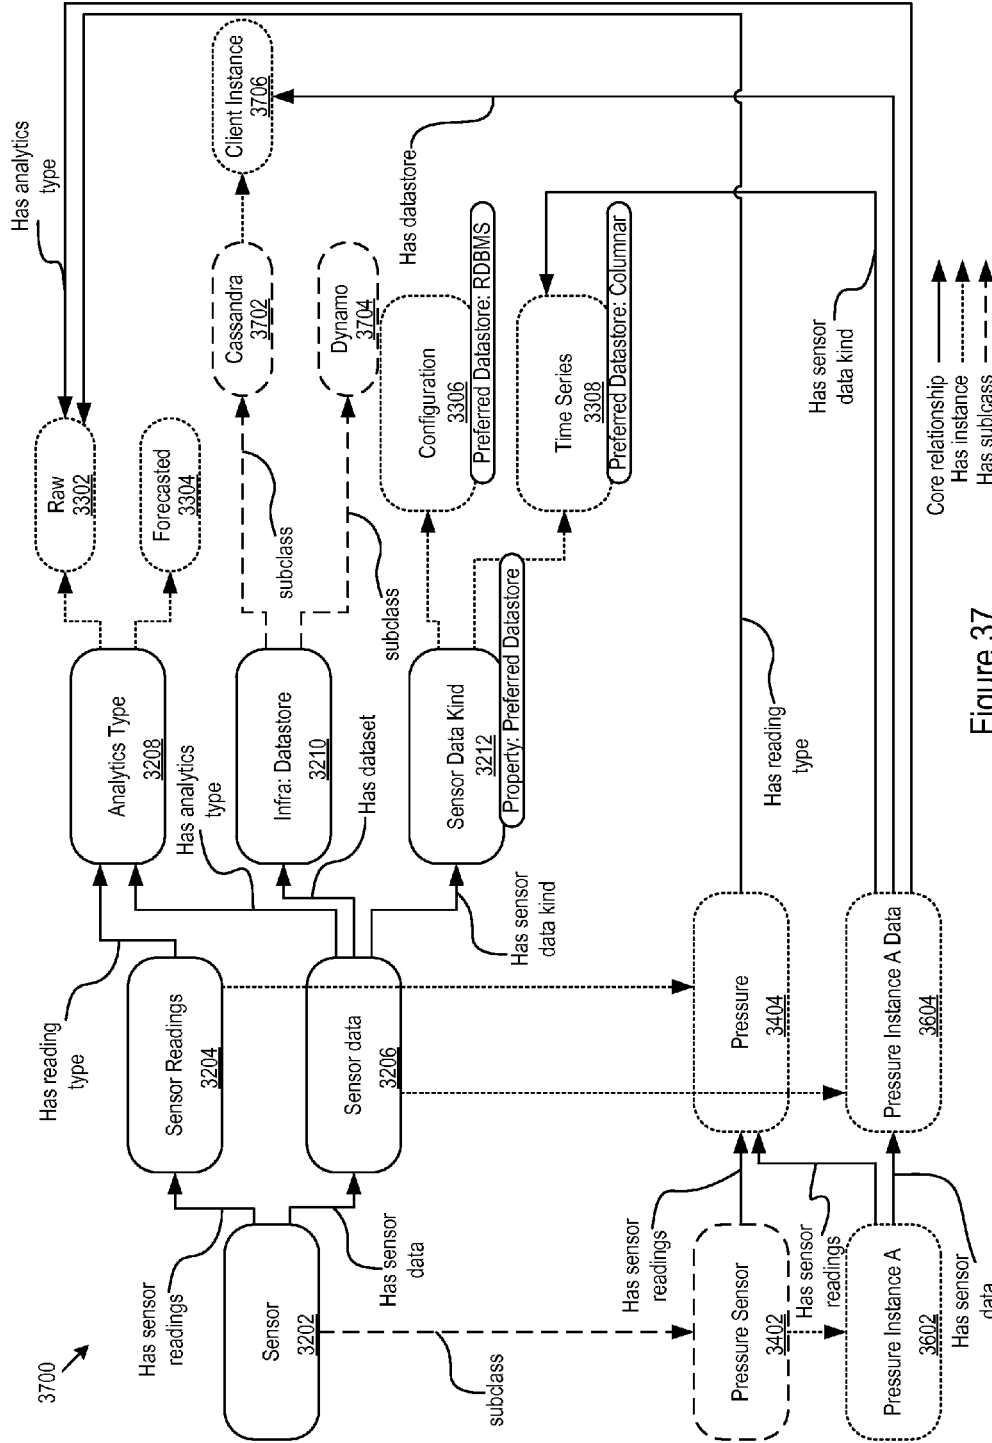 3700
Sensor
3202
Has sensor
readings
Has sensor
data
Sensor Readings
3204
Sensor data
3206
Has reading
type
Has analytics
type
Has dataset
Has sensor
data kind
Analytics Type
3208
Infra: Datastore
3210
Sensor Data Kind
3212
Property: Preferred Datastore
subclass
subclass
Raw
3302
Forecasted
3304
Cassandra
3702
Dynamo
3704
Configuration
3306
Preferred Datastore: RDBMS
Time Series
3308
Preferred Datastore: Columnar
Client Instance
3706
Has analytics
type
Has datastore
Has sensor
data kind
subclass
Pressure Sensor
3402
Has sensor
readings
Pressure
3404
Has reading
type
Pressure Instance A
3602
Has sensor
readings
Has sensor
data
Pressure Instance A Data
3604
Core relationship
Has instance
Has sublcass
Figure 37